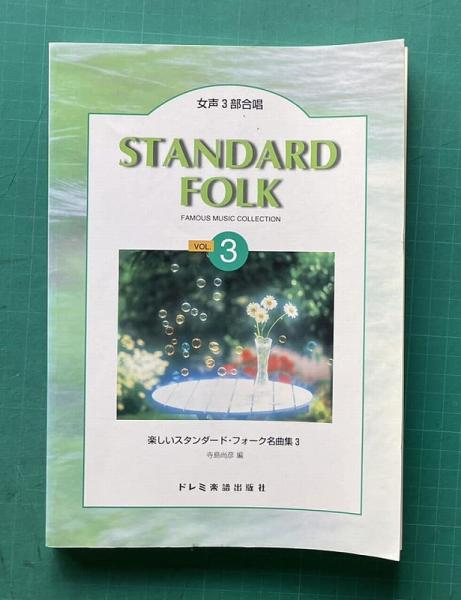 女声3部合唱
STANDARD
FOLK
FAMOUS MUSIC COLLECTION
VOL. 3
楽しいスタンダード・フォーク名曲集3
寺島尚彦 編
ドレミ楽譜出版社